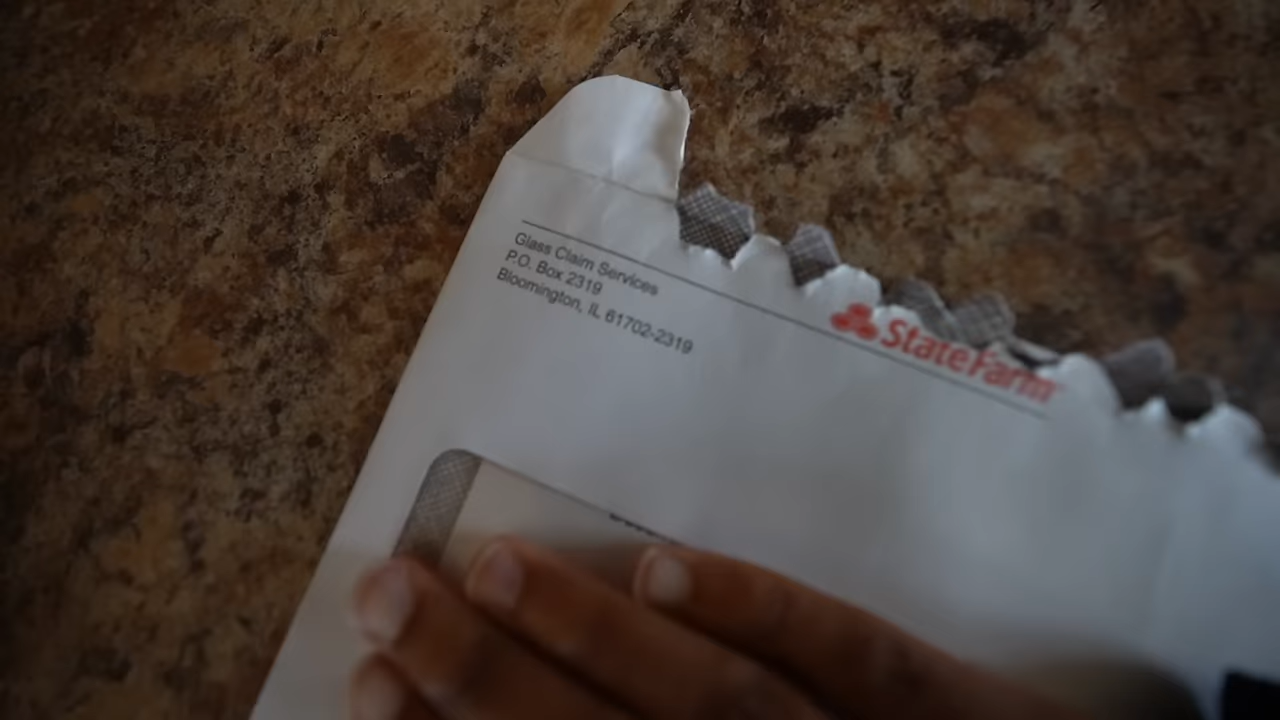 Glass Claim Services
P.O. Box 2319
Bloomington, IL 61702-2319
StateFarm